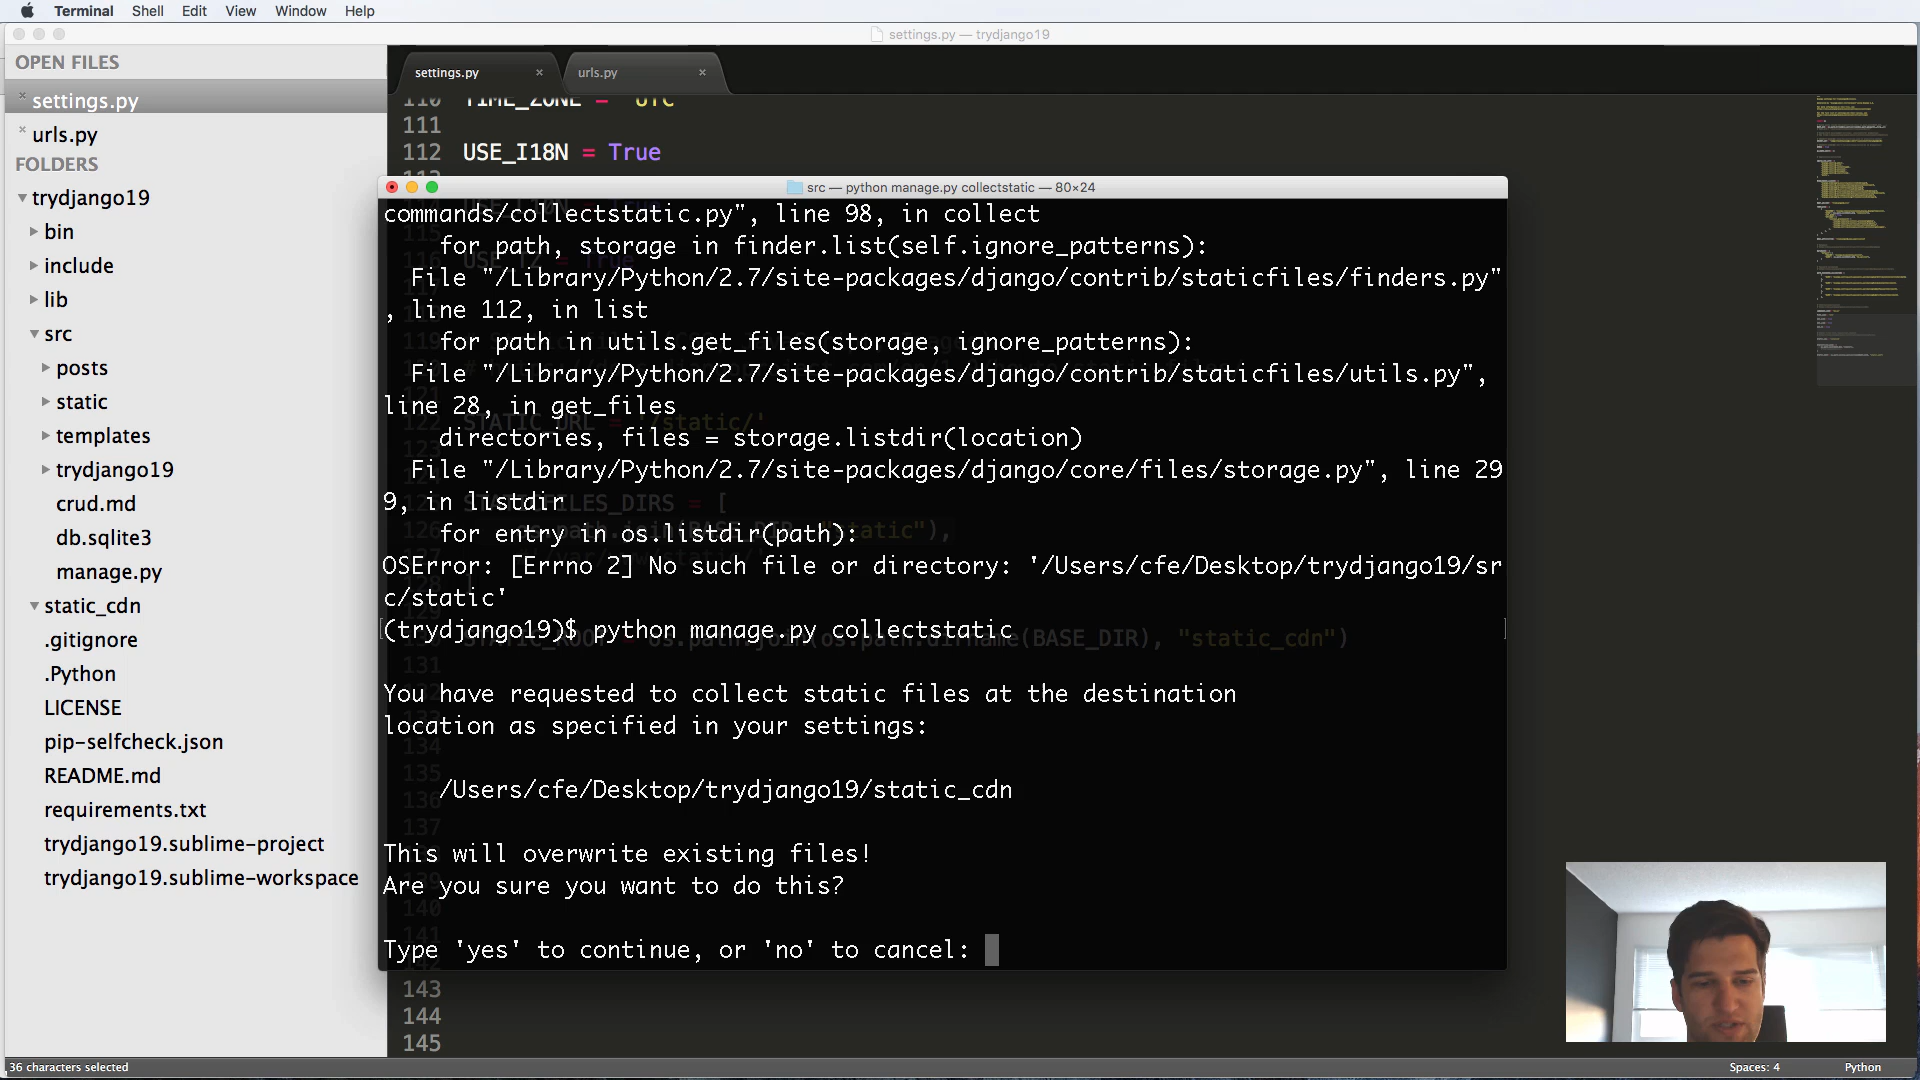 Terminal Shell Edit View Window Help
settings.py — trydjango19
OPEN FILES
settings.py
urls.py
FOLDERS
trydjango19
bin
include
lib
src
posts
static
templates
trydjango19
crud.md
db.sqlite3
manage.py
static_cdn
.gitignore
.Python
LICENSE
pip-selfcheck.json
README.md
requirements.txt
trydjango19.sublime-project
trydjango19.sublime-workspace
settings.py × urls.py ×
110 TIME_ZONE = 'UTC'
111
112 USE_I18N = True
src — python manage.py collectstatic — 80×24
commands/collectstatic.py", line 98, in collect
for path, storage in finder.list(self.ignore_patterns):
File "/Library/Python/2.7/site-packages/django/contrib/staticfiles/finders.py"
, line 112, in list
for path in utils.get_files(storage, ignore_patterns):
File "/Library/Python/2.7/site-packages/django/contrib/staticfiles/utils.py",
line 28, in get_files
directories, files = storage.listdir(location)
File "/Library/Python/2.7/site-packages/django/core/files/storage.py", line 29
9, in listdir
for entry in os.listdir(path):
OSError: [Errno 2] No such file or directory: '/Users/cfe/Desktop/trydjango19/sr
c/static'
(trydjango19)$ python manage.py collectstatic
You have requested to collect static files at the destination
location as specified in your settings:
/Users/cfe/Desktop/trydjango19/static_cdn
This will overwrite existing files!
Are you sure you want to do this?
Type 'yes' to continue, or 'no' to cancel:
143
144
145
36 characters selected
Spaces: 4 Python